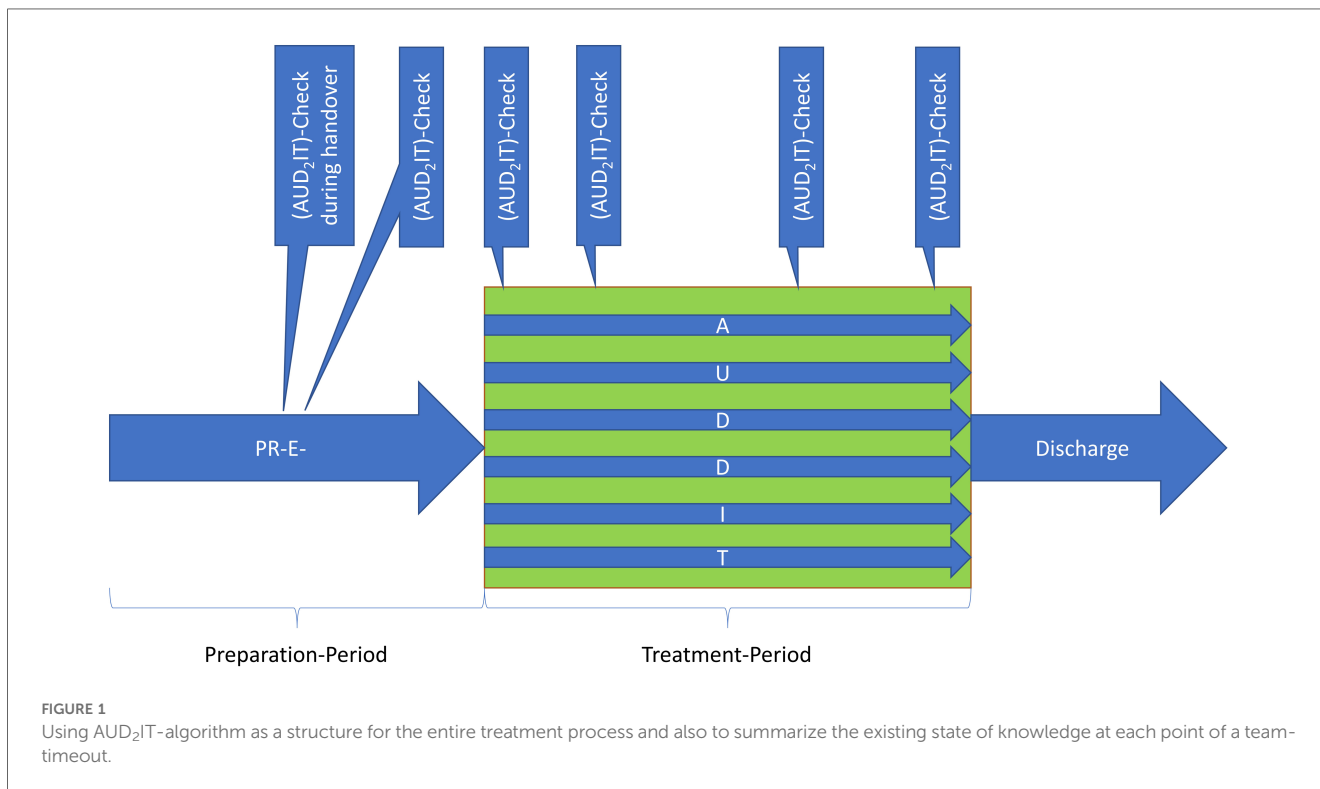 (AUD₂IT)-Check
during handover
(AUD₂IT)-Check
(AUD₂IT)-Check
(AUD₂IT)-Check
(AUD₂IT)-Check
(AUD₂IT)-Check
A
U
D
D
I
T
PR-E-
Discharge
Preparation-Period
Treatment-Period
FIGURE 1
Using AUD₂IT-algorithm as a structure for the entire treatment process and also to summarize the existing state of knowledge at each point of a team-
timeout.